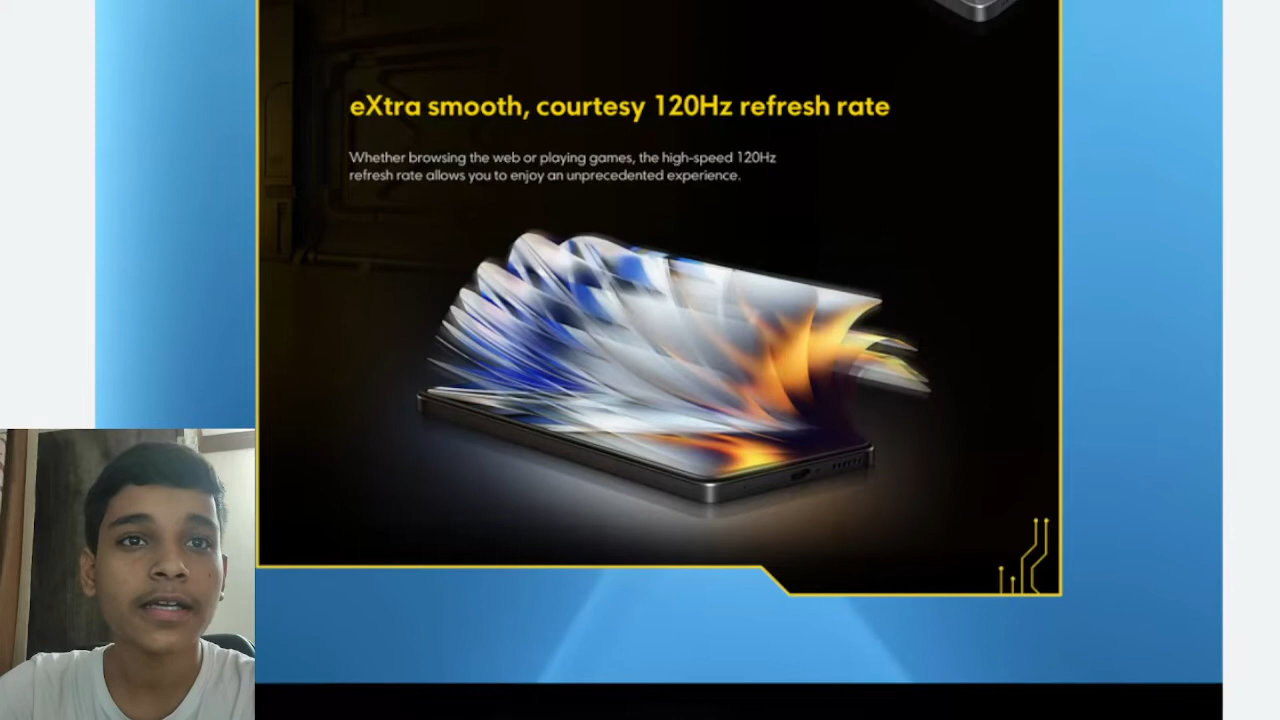 eXtra smooth, courtesy 120Hz refresh rate
Whether browsing the web or playing games, the high-speed 120Hz
refresh rate allows you to enjoy an unprecedented experience.